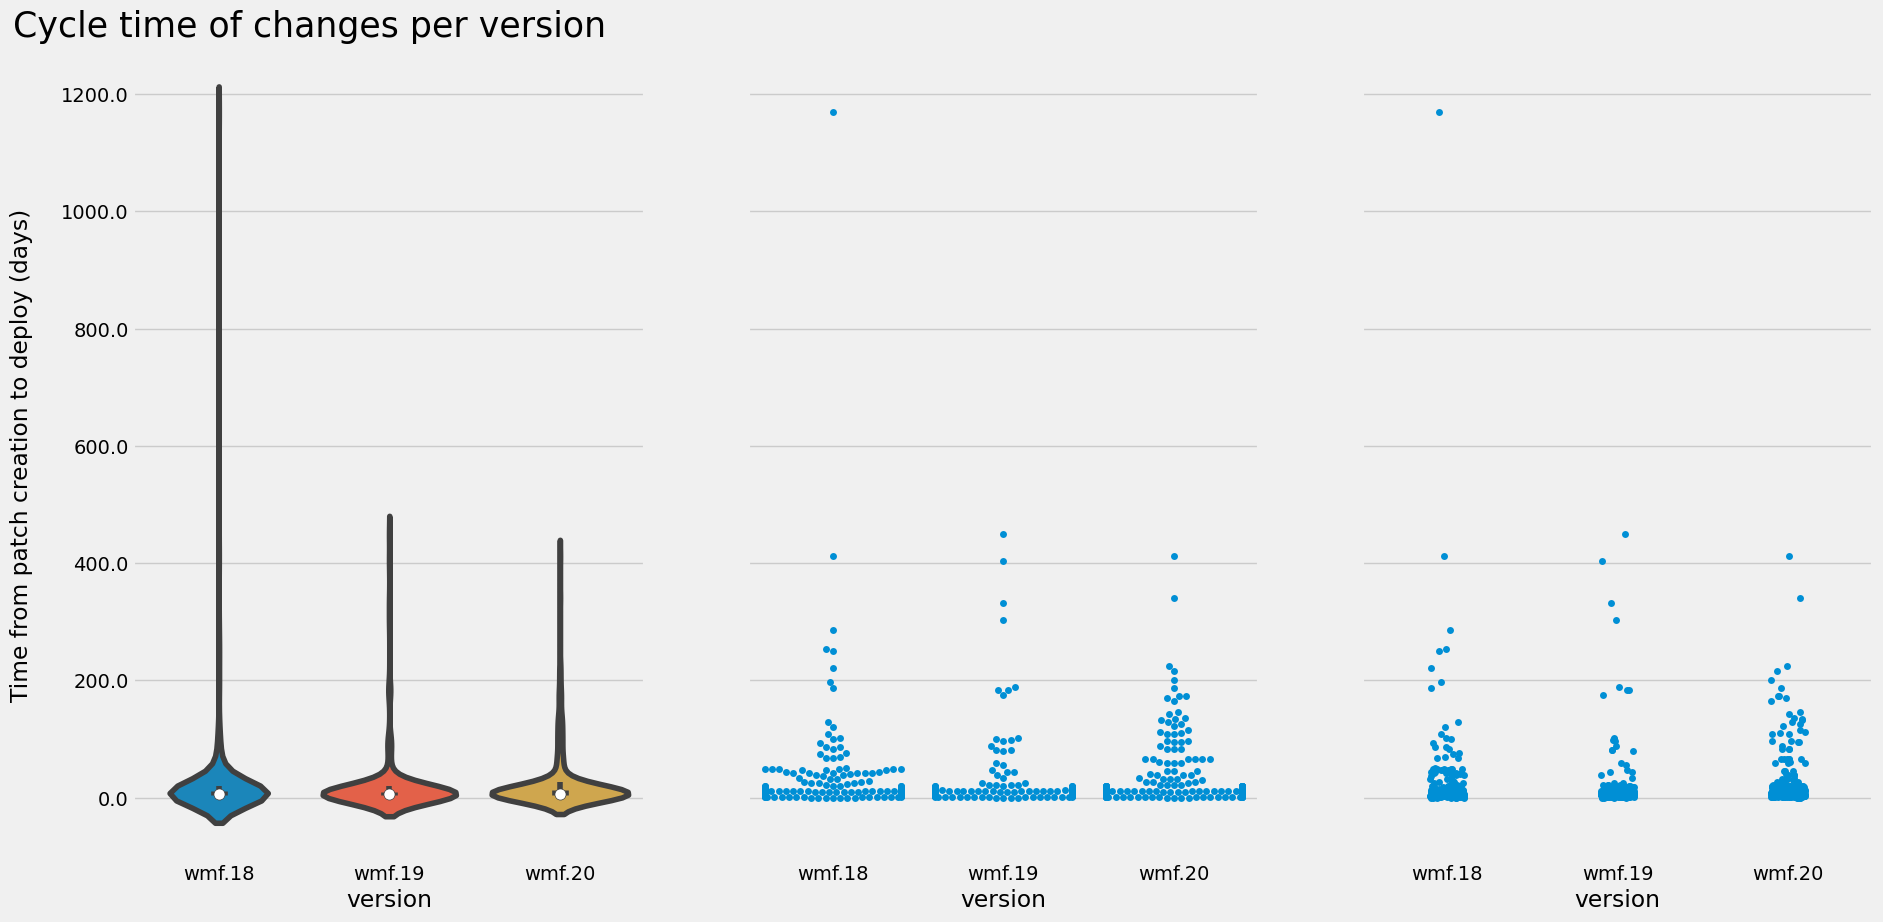 Cycle time of changes per version
Time from patch creation to deploy (days)
1200.0
1000.0
800.0
600.0
400.0
200.0
0.0
wmf.18 wmf.19 wmf.20
version
wmf.18 wmf.19 wmf.20
version
wmf.18 wmf.19 wmf.20
version